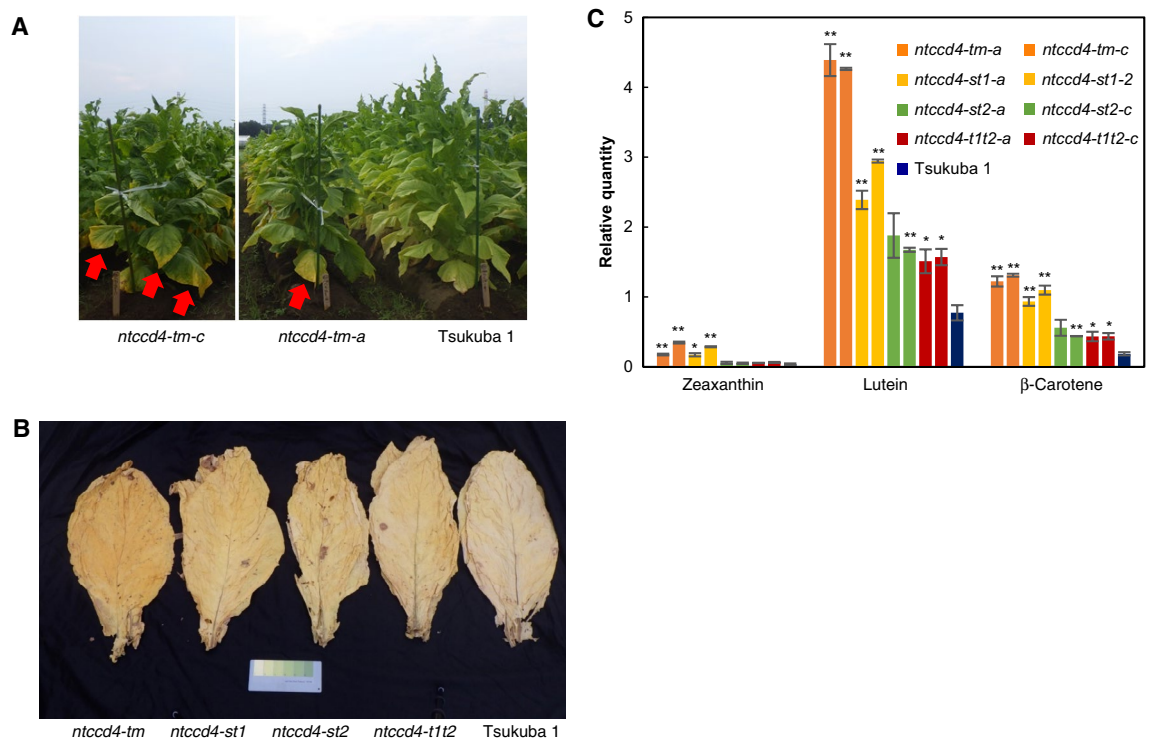 A
ntccd4-tm-c
ntccd4-tm-a
Tsukuba 1
B
ntccd4-tm
ntccd4-st1
ntccd4-st2
ntccd4-t1t2
Tsukuba 1
C
Relative quantity
5
4
3
2
1
0
ntccd4-tm-a
ntccd4-tm-c
ntccd4-st1-a
ntccd4-st1-2
ntccd4-st2-a
ntccd4-st2-c
ntccd4-t1t2-a
ntccd4-t1t2-c
Tsukuba 1
** ** * **
** ** ** ** ** * *
** ** ** ** ** * *
Zeaxanthin
Lutein
β-Carotene